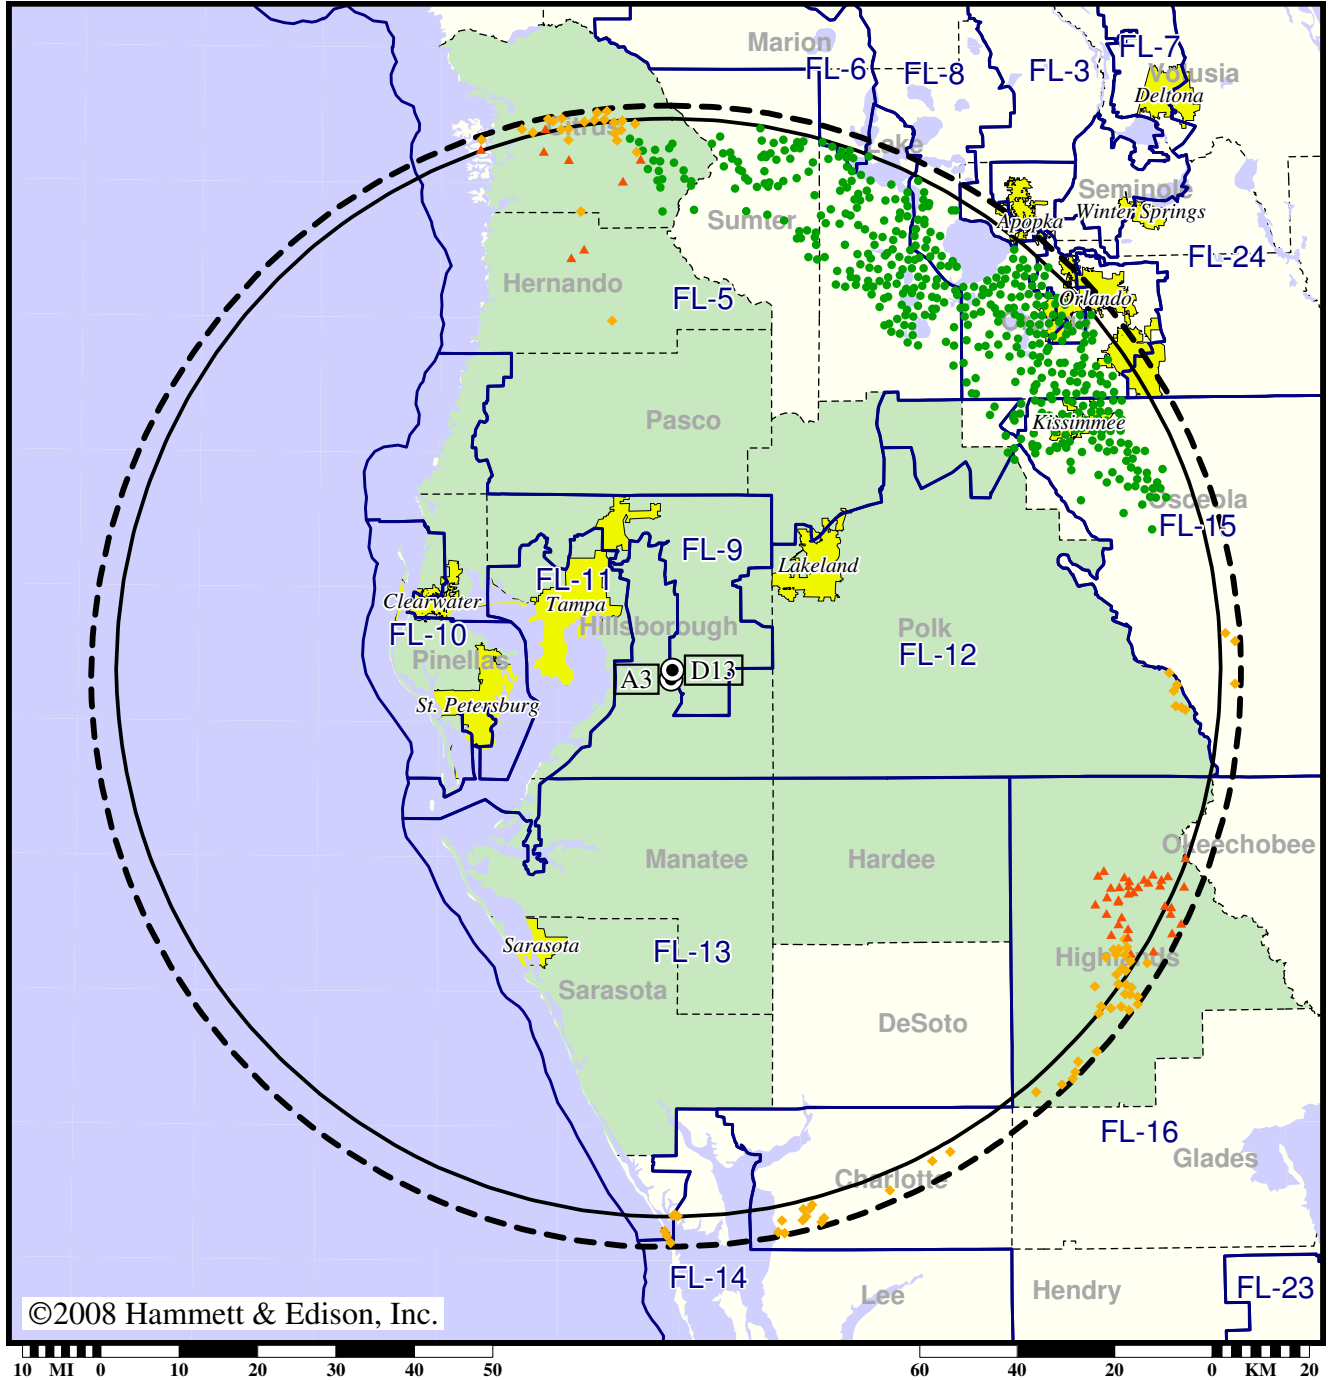 Marion
FL-7
FL-6
FL-8
FL-3
Volusia
Deltona
Citrus
Lake
Seminole
Winter Springs
Sumter
Apopka
FL-24
Hernando
FL-5
Orlando
Pasco
Kissimmee
Osceola
FL-15
FL-9
Lakeland
FL-11
Clearwater
Tampa
Hillsborough
FL-10
Polk
FL-12
Pinellas
A3
D13
St. Petersburg
Manatee
Hardee
Okeechobee
Sarasota
FL-13
Highlands
Sarasota
DeSoto
FL-16
Glades
Charlotte
FL-14
Lee
Hendry
FL-23
©2008 Hammett & Edison, Inc.
10 MI 0 10 20 30 40 50
60 40 20 0 KM 20